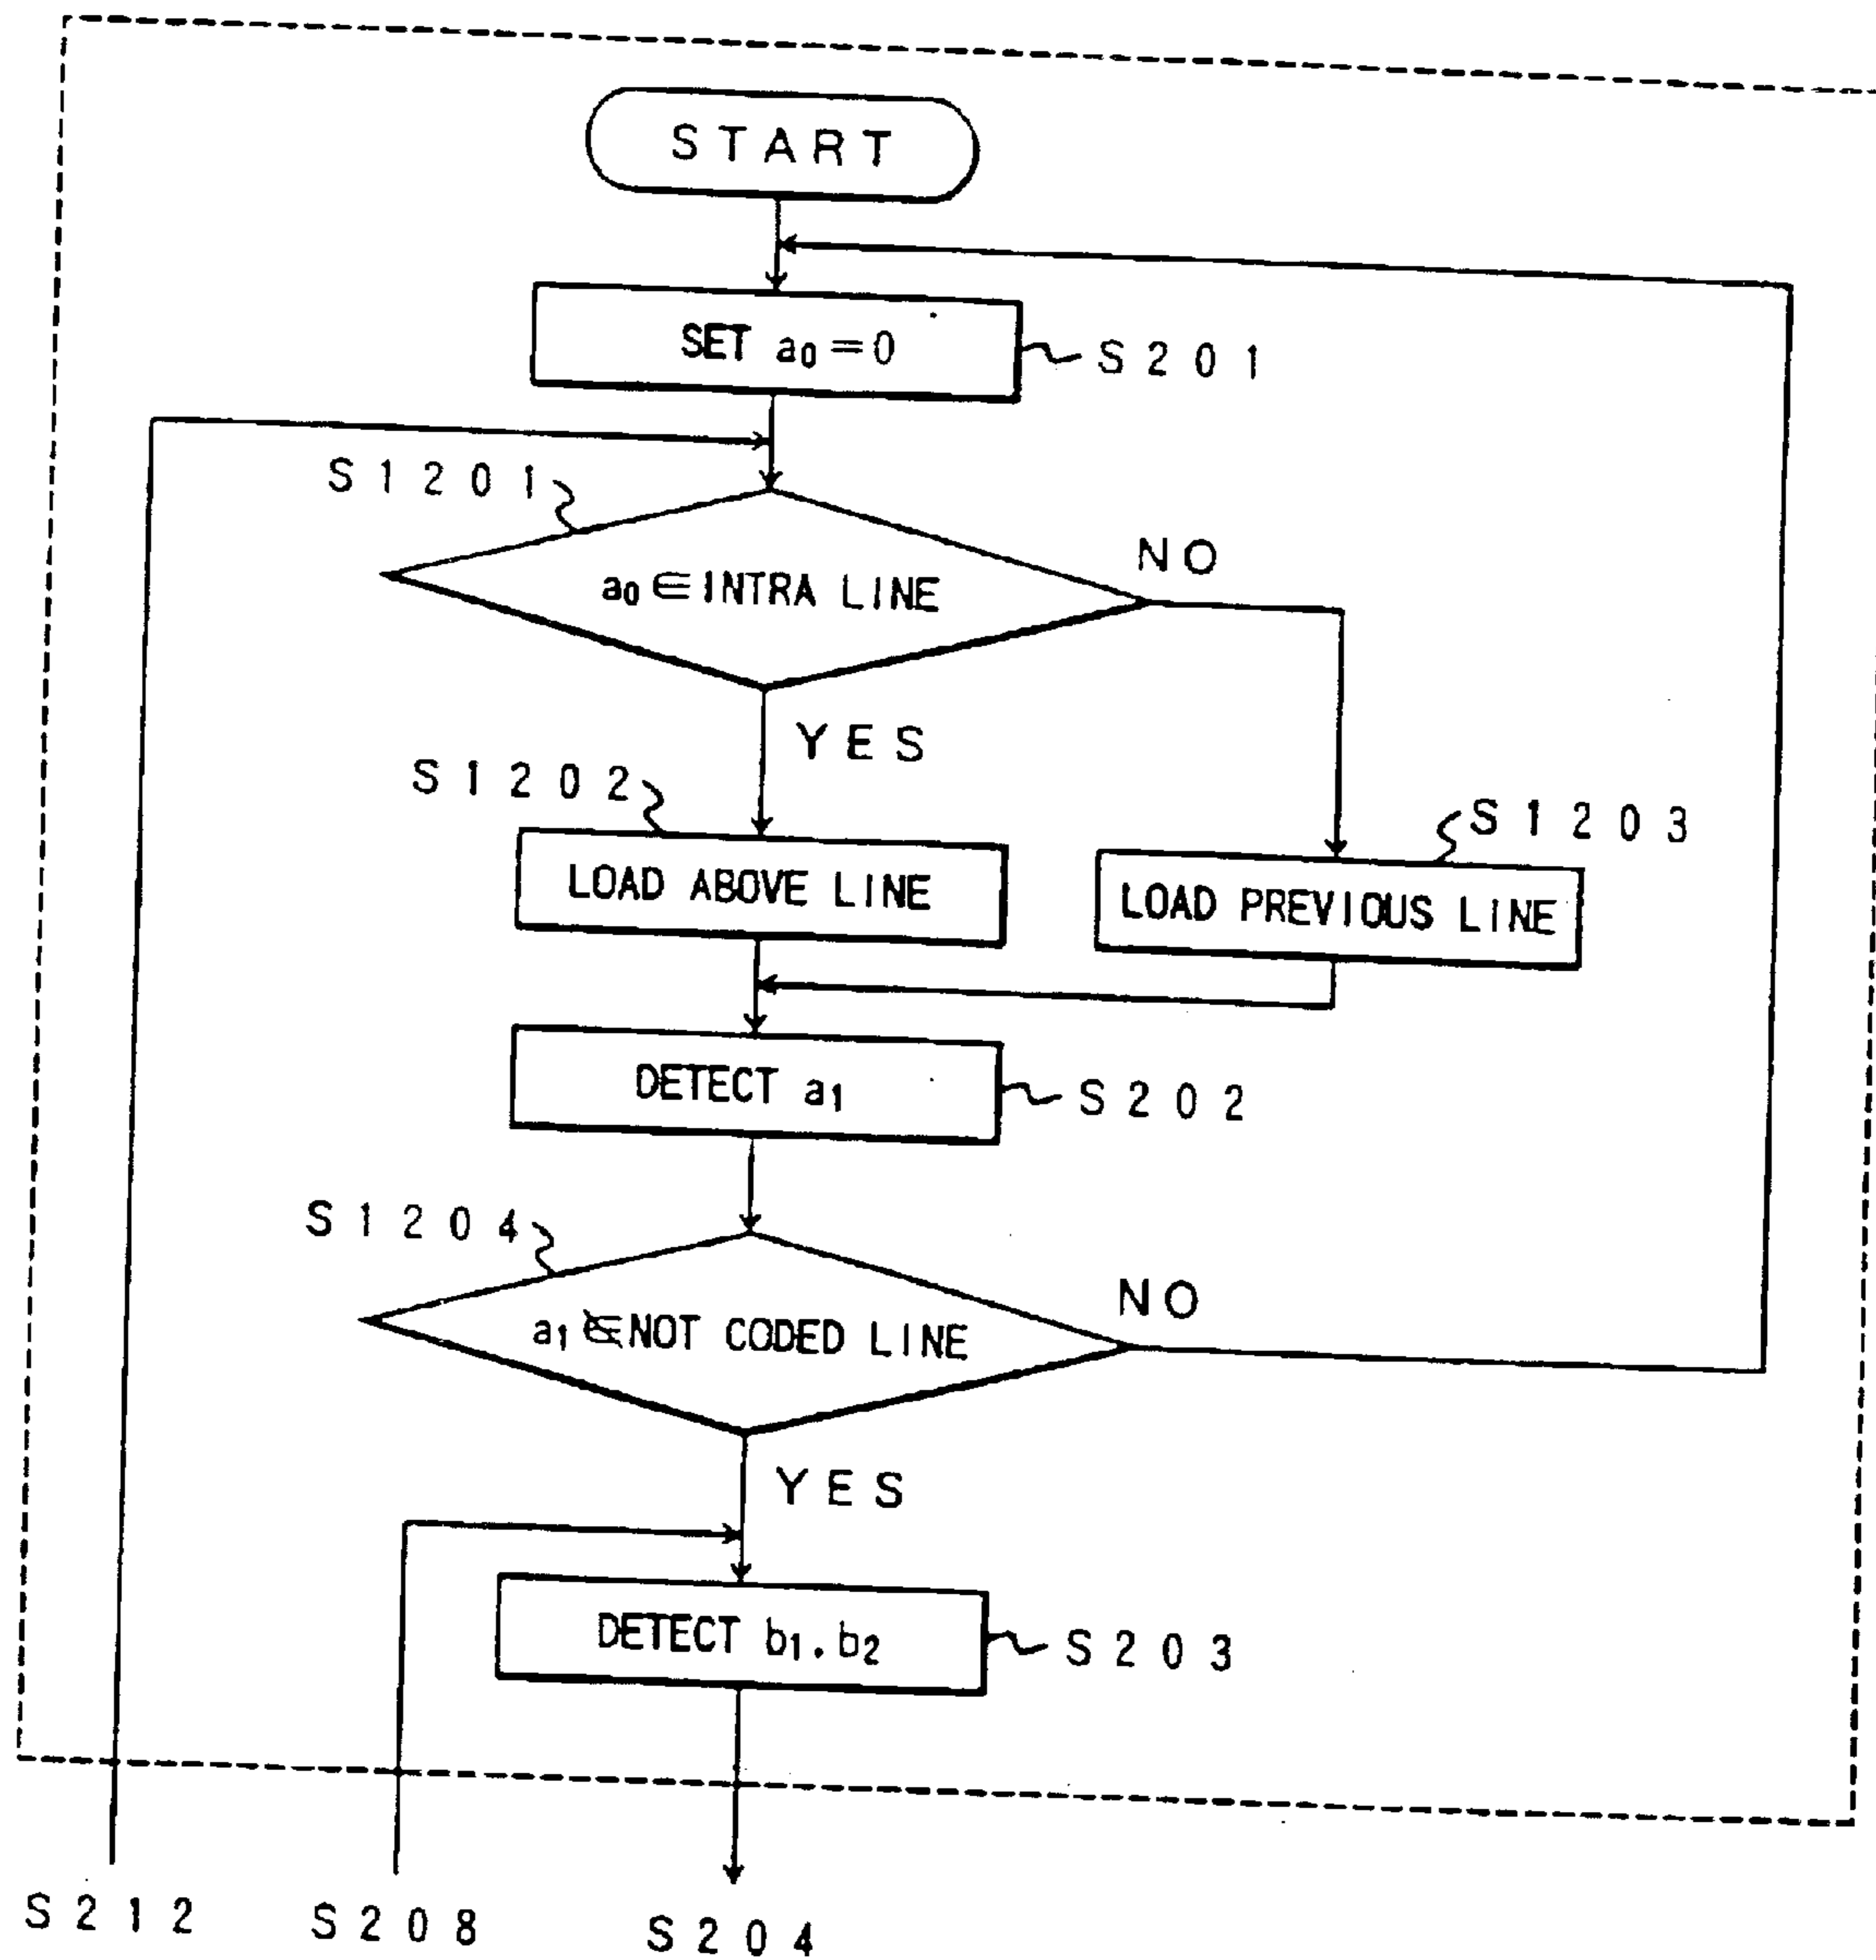 START
SET a₀=0
S201
S1201
a₀∈INTRA LINE
NO
YES
S1202
LOAD ABOVE LINE
S1203
LOAD PREVIOUS LINE
DETECT a₁
S202
S1204
a₁∉NOT CODED LINE
NO
YES
DETECT b₁.b₂
S203
S212
S208
S204